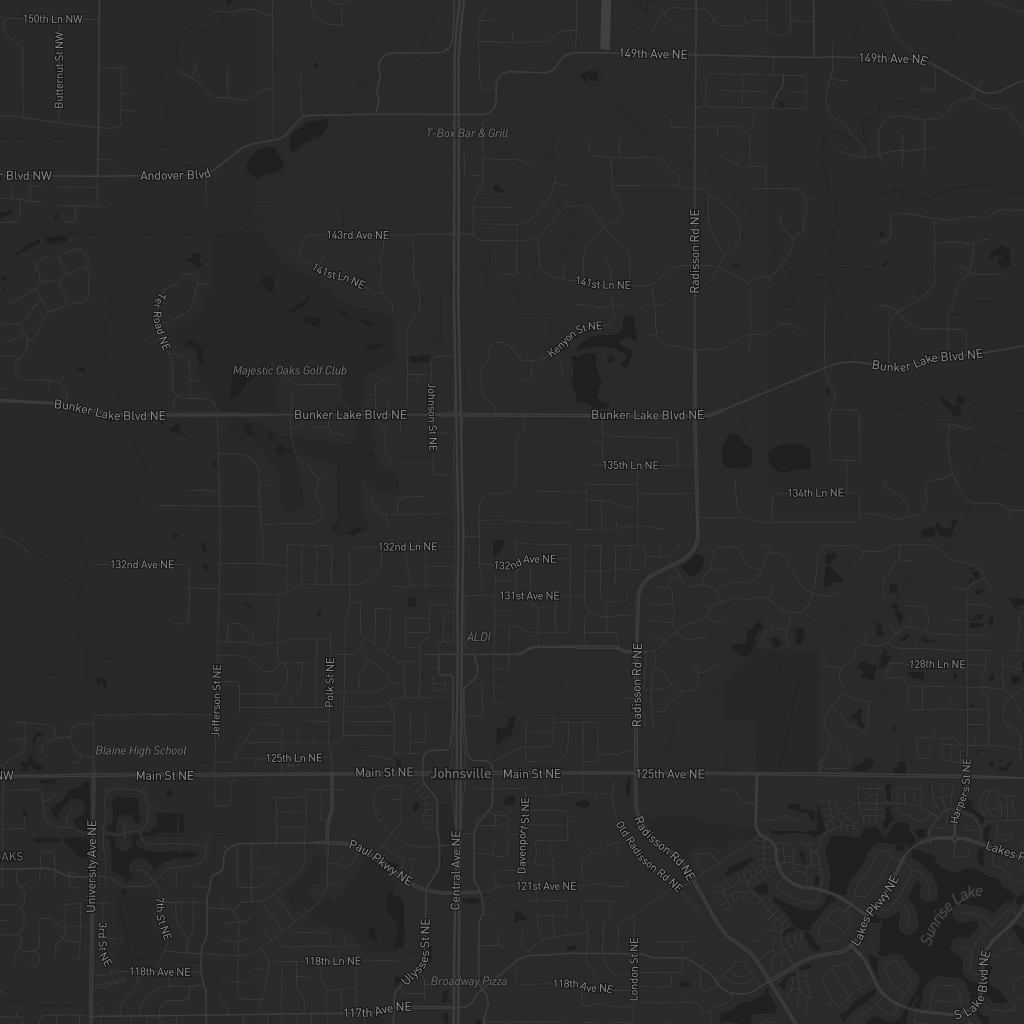 150th Ln NW
Butternut St NW
149th Ave NE
149th Ave NE
T-Box Bar & Grill
r Blvd NW
Andover Blvd
143rd Ave NE
Radisson Rd NE
141st Ln NE
141st Ln NE
Ter Road NE
Kenyon St NE
Bunker Lake Blvd NE
Majestic Oaks Golf Club
Johnson St NE
Bunker Lake Blvd NE
Bunker Lake Blvd NE
Bunker Lake Blvd NE
135th Ln NE
134th Ln NE
132nd Ln NE
132nd Ave NE
132nd Ave NE
131st Ave NE
ALDI
128th Ln NE
Polk St NE
Radisson Rd NE
Jefferson St NE
Blaine High School
125th Ln NE
NW
Main St NE
Main St NE
Johnsville
Main St NE
125th Ave NE
Harpers St NE
Davenport St NE
University Ave NE
Paul Pkwy NE
Central Ave NE
Radisson Rd NE
Old Radisson Rd NE
Lakes P
AKS
121st Ave NE
Lakes Pkwy NE
Sunrise Lake
7th St NE
3rd St NE
Ulysses St NE
118th Ln NE
118th Ave NE
London St NE
Broadway Pizza
118th Ave NE
S Lake Blvd NE
117th Ave NE